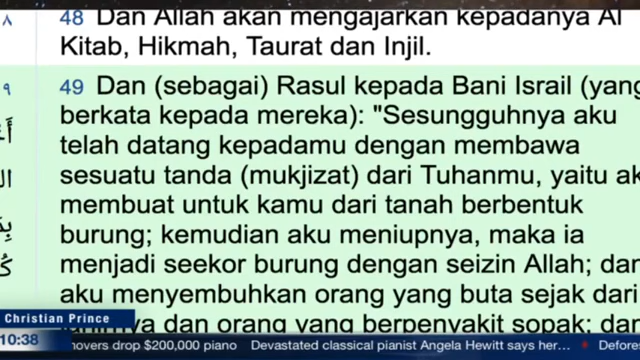 48 Dan Allah akan mengajarkan kepadanya Al
Kitab, Hikmah, Taurat dan Injil.
49 Dan (sebagai) Rasul kepada Bani Israil (yang
berkata kepada mereka): "Sesungguhnya aku
telah datang kepadamu dengan membawa
sesuatu tanda (mukjizat) dari Tuhanmu, yaitu ak
membuat untuk kamu dari tanah berbentuk
burung; kemudian aku meniupnya, maka ia
menjadi seekor burung dengan seizin Allah; dan
aku menyembuhkan orang yang buta sejak dari
dan orang yang berpenyakit sopak; dan
Christian Prince
10:38
movers drop $200,000 piano Devastated classical pianist Angela Hewitt says her... Defore